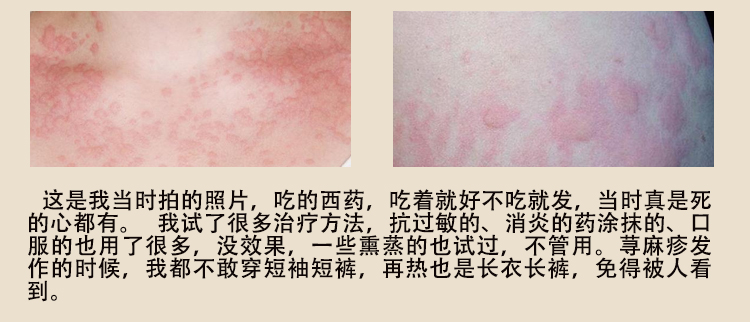 这是我当时拍的照片，吃的西药，吃着就好不吃就发，当时真是死
的心都有。 我试了很多治疗方法，抗过敏的、消炎的药涂抹的、口
服的也用了很多，没效果，一些熏蒸的也试过，不管用。荨麻疹发
作的时候，我都不敢穿短袖短裤，再热也是长衣长裤，免得被人看
到。